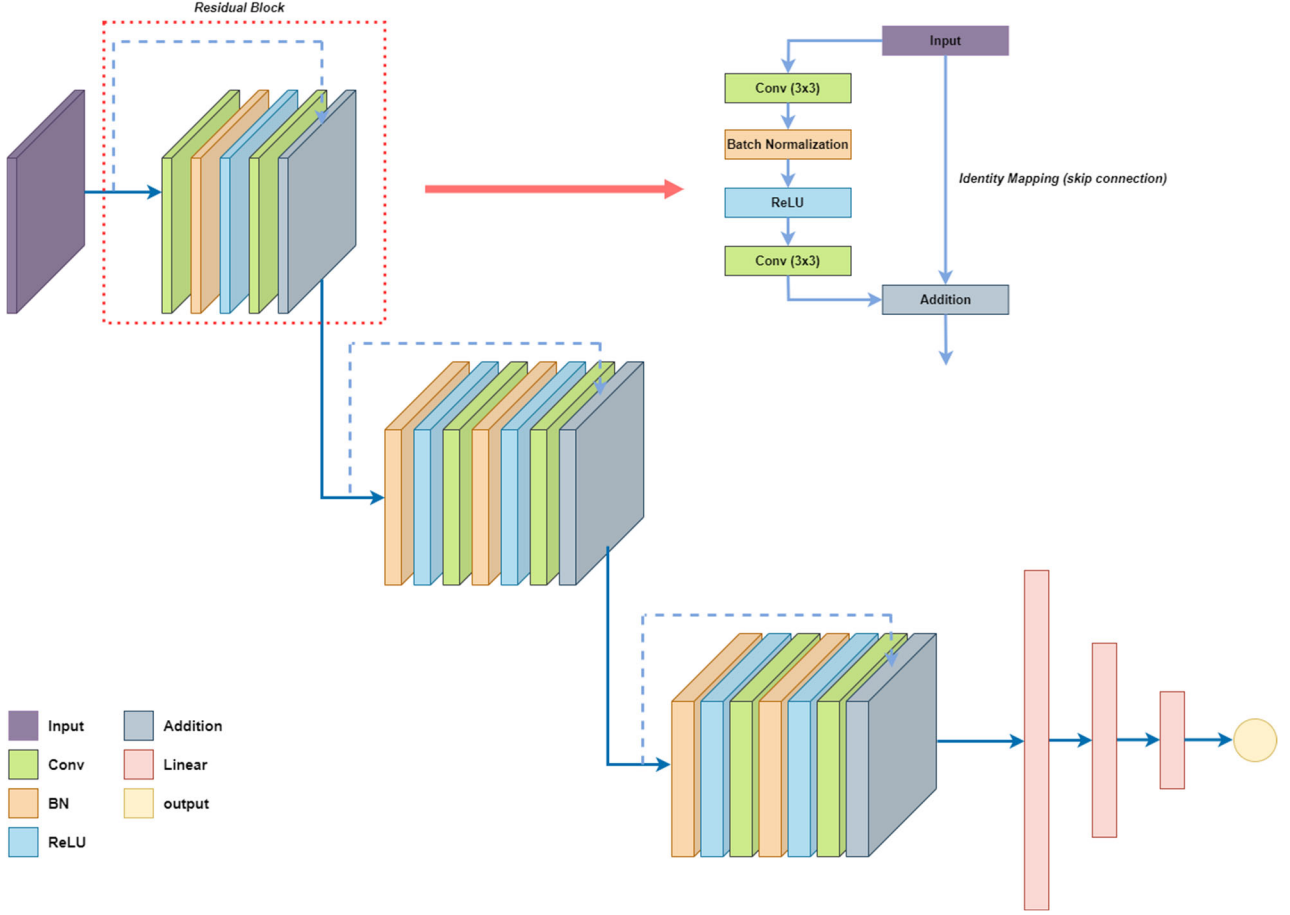 Residual Block
Input
Conv (3x3)
Batch Normalization
Identity Mapping (skip connection)
ReLU
Conv (3x3)
Addition
Input
Addition
Conv
Linear
BN
output
ReLU